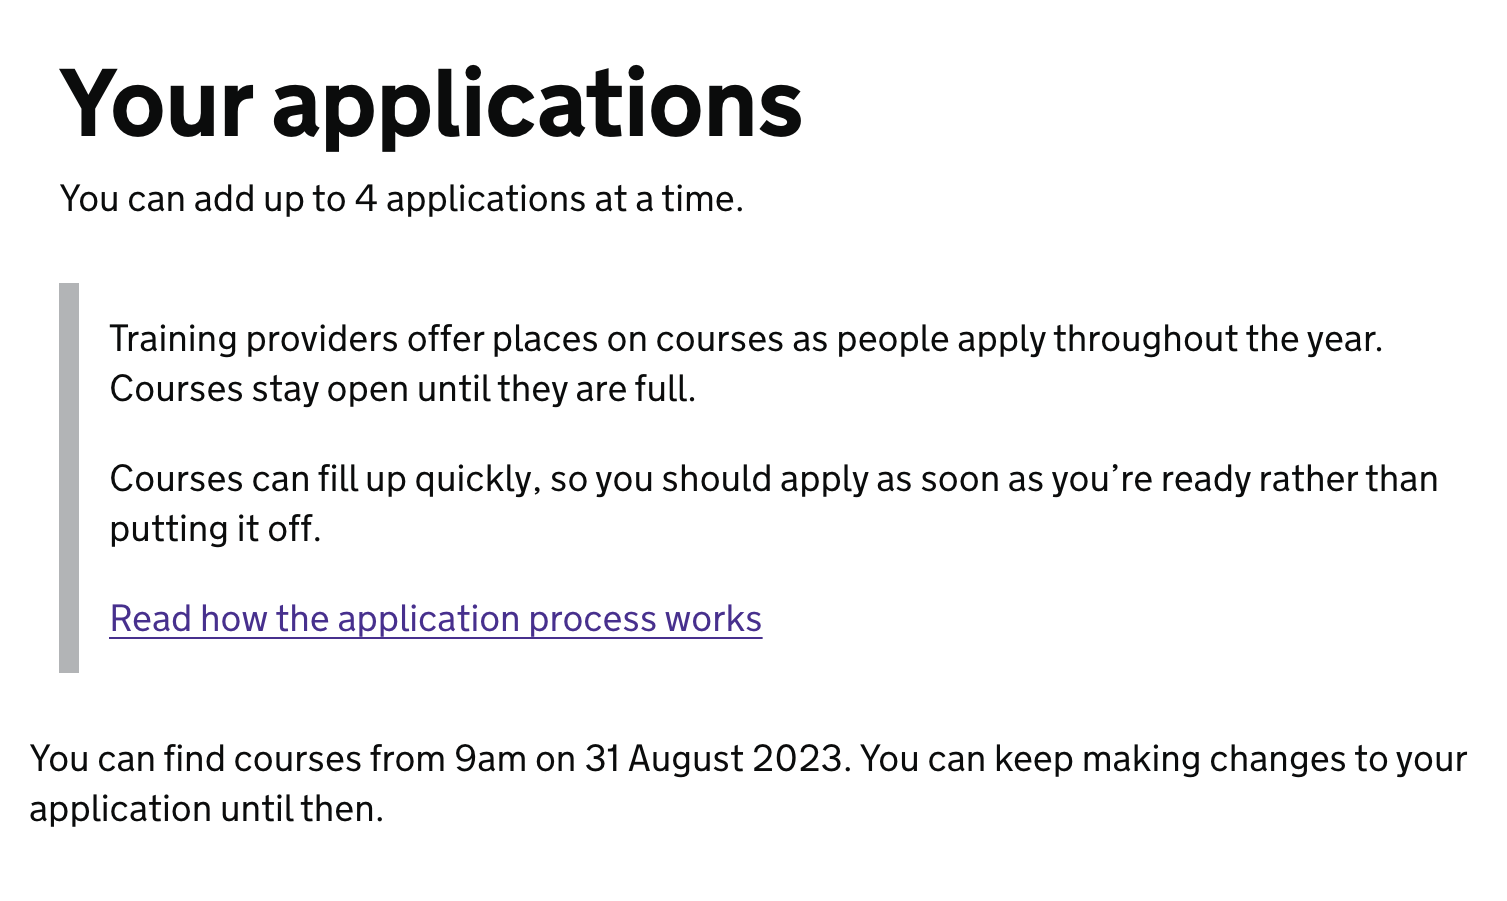 Your applications
You can add up to 4 applications at a time.
Training providers offer places on courses as people apply throughout the year.
Courses stay open until they are full.
Courses can fill up quickly, so you should apply as soon as you’re ready rather than
putting it off.
Read how the application process works
You can find courses from 9am on 31 August 2023. You can keep making changes to your
application until then.